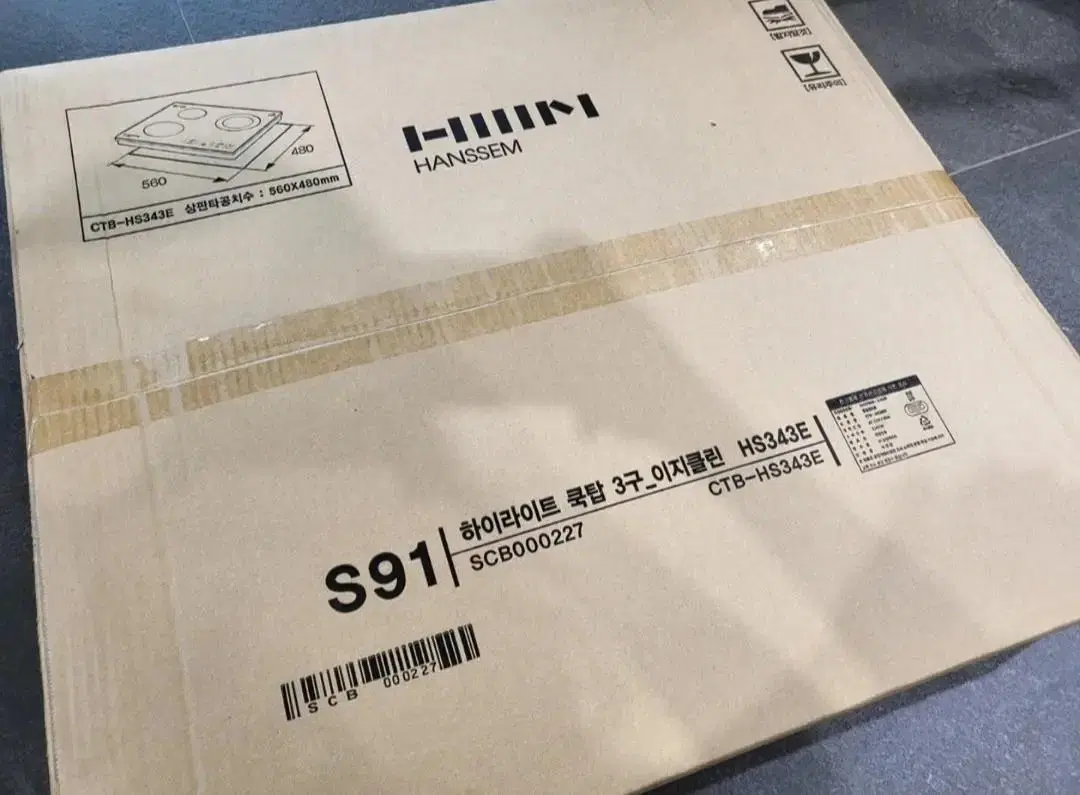 560
480
CTB-HS343E 상판타공치수 : 560X480mm
HANSSEM
S91
하이라이트 쿡탑 3구_이지클린 HS343E
SCB000227 CTB-HS343E
SCB 000227